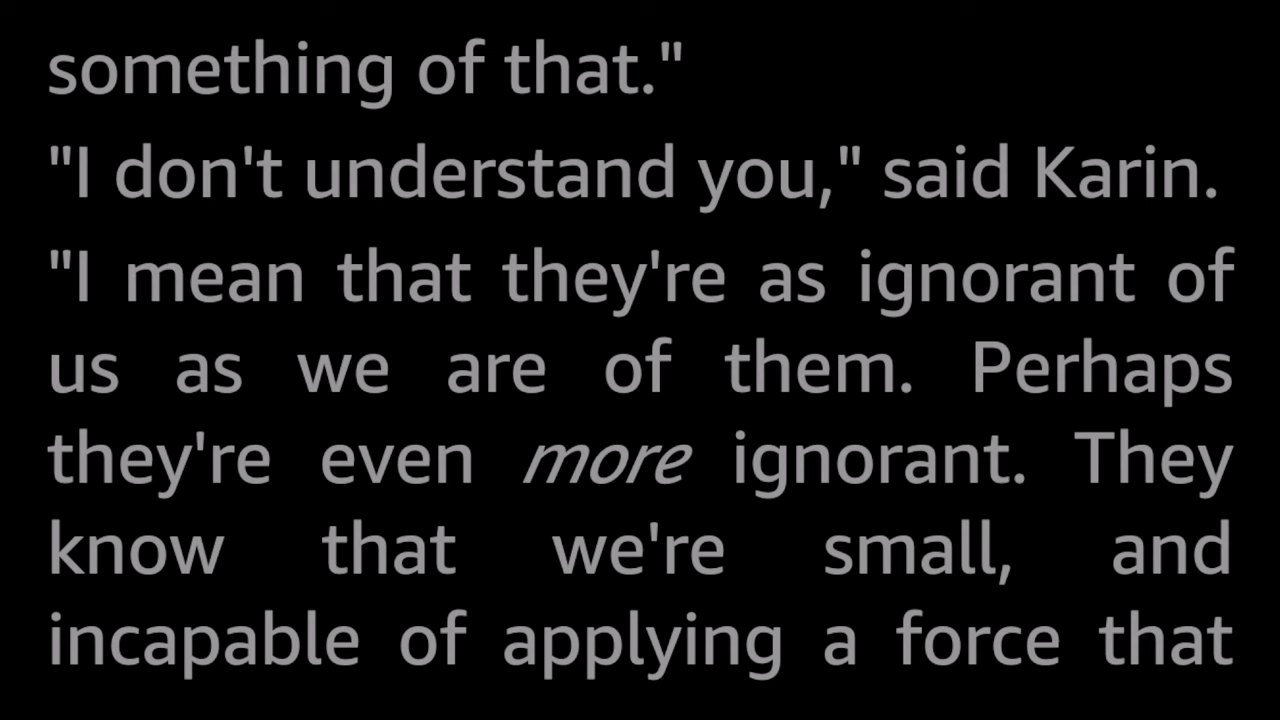 something of that."
"I don't understand you," said Karin.
"I mean that they're as ignorant of
us as we are of them. Perhaps
they're even more ignorant. They
know that we're small, and
incapable of applying a force that